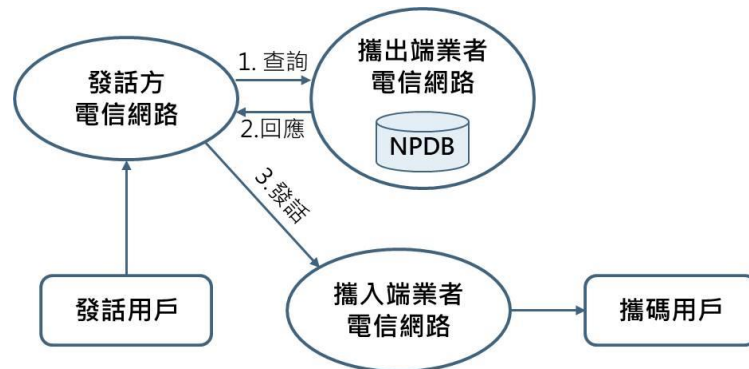 發話方
電信網路
1. 查詢
2.回應
攜出端業者
電信網路
NPDB
3.發話
發話用戶
攜入端業者
電信網路
攜碼用戶